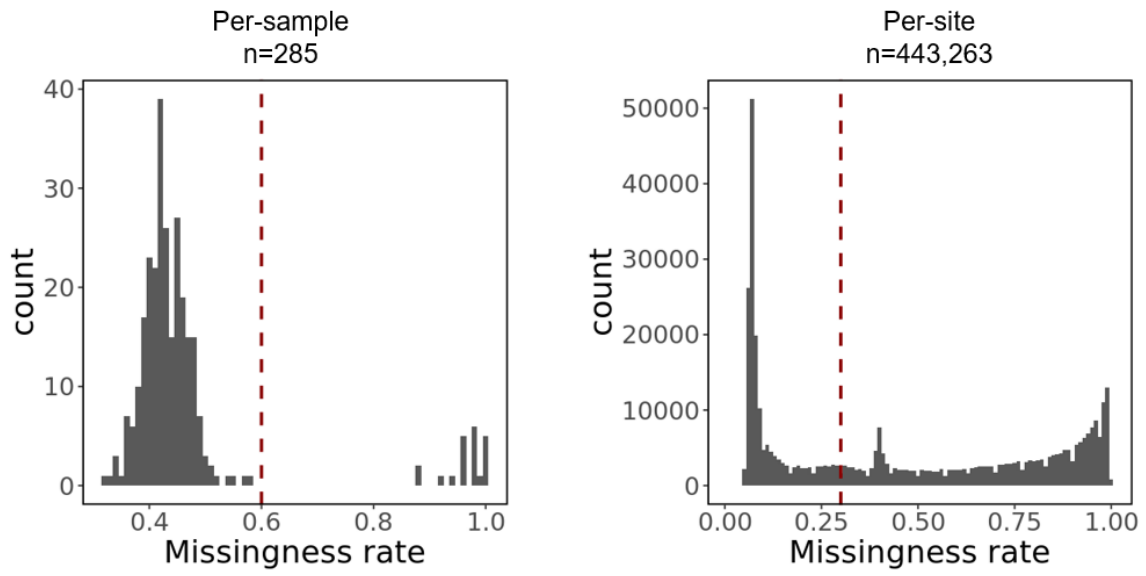 Per-sample
n=285
40
30
20
10
0
count
0.4 0.6 0.8 1.0
Missingness rate
Per-site
n=443,263
50000
40000
30000
20000
10000
0
count
0.00 0.25 0.50 0.75 1.00
Missingness rate